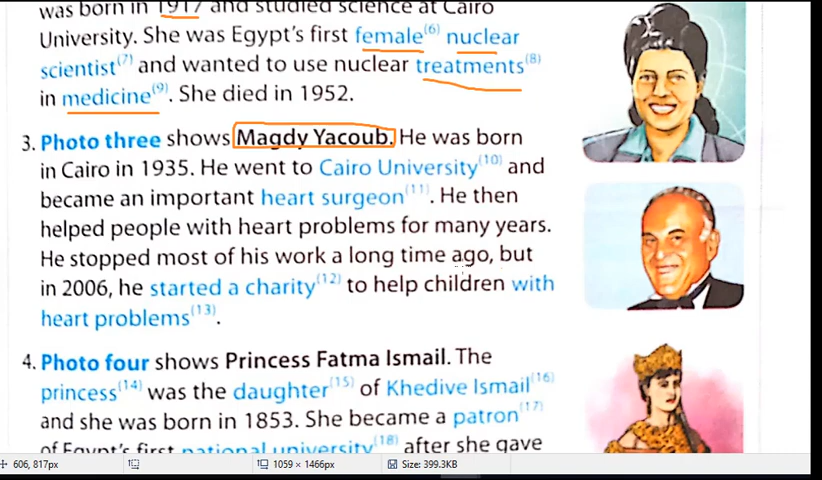 was born in 1917 and studied science at Cairo
University. She was Egypt's first female(6) nuclear
scientist(7) and wanted to use nuclear treatments(8)
in medicine(9). She died in 1952.
3. Photo three shows Magdy Yacoub. He was born
in Cairo in 1935. He went to Cairo University(10) and
became an important heart surgeon(11). He then
helped people with heart problems for many years.
He stopped most of his work a long time ago, but
in 2006, he started a charity(12) to help children with
heart problems(13).
4. Photo four shows Princess Fatma Ismail. The
princess(14) was the daughter(15) of Khedive Ismail(16)
and she was born in 1853. She became a patron(17)
of Egypt's first national university(18) after she gave
606, 817px
1059 × 1466px
Size: 399.3KB